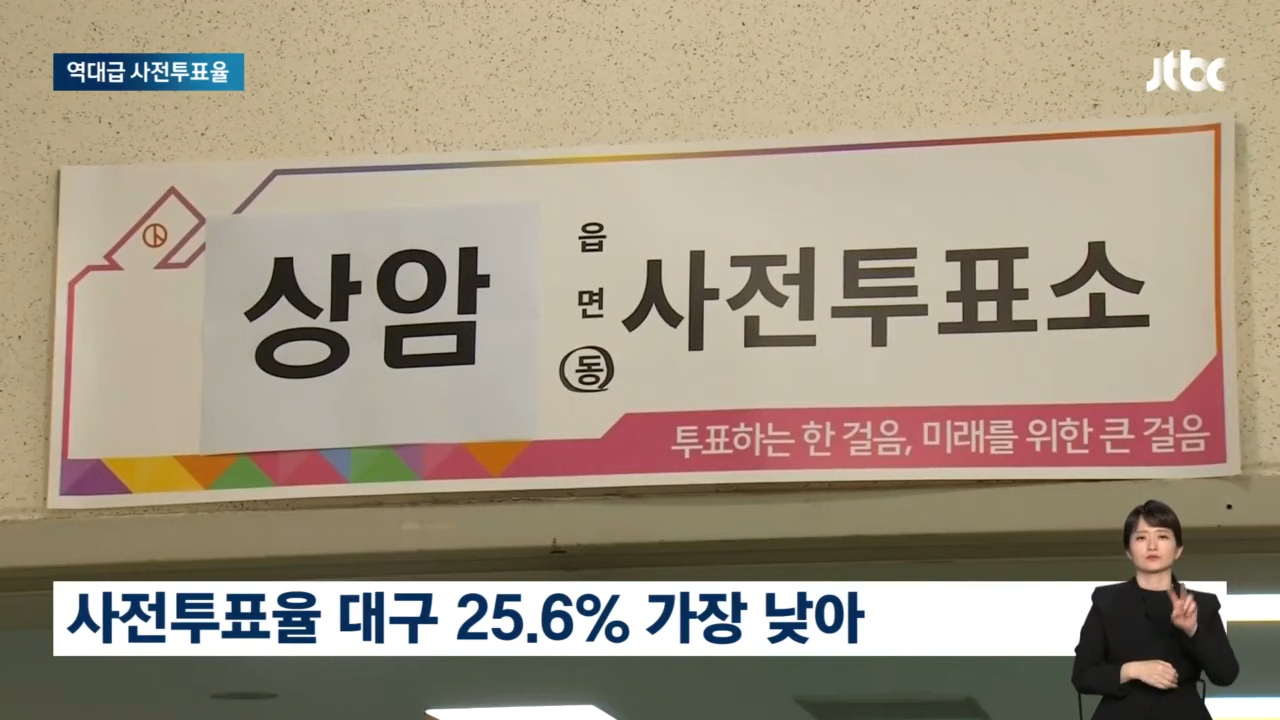 역대급 사전투표율
jtbc
상암
읍
면
동
사전투표소
투표하는 한 걸음, 미래를 위한 큰 걸음
사전투표율 대구 25.6% 가장 낮아